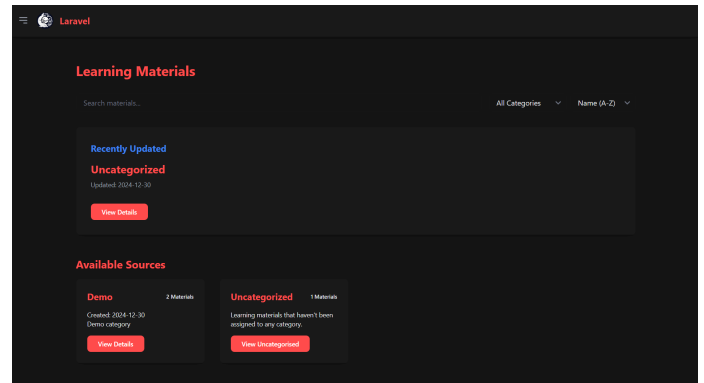 Laravel
Learning Materials
Search materials...
All Categories
Name (A-Z)
Recently Updated
Uncategorized
Updated: 2024-12-30
View Details
Available Sources
Demo
2 Materials
Created: 2024-12-30
Demo category
View Details
Uncategorized
1 Materials
Learning materials that haven't been
assigned to any category.
View Uncategorised